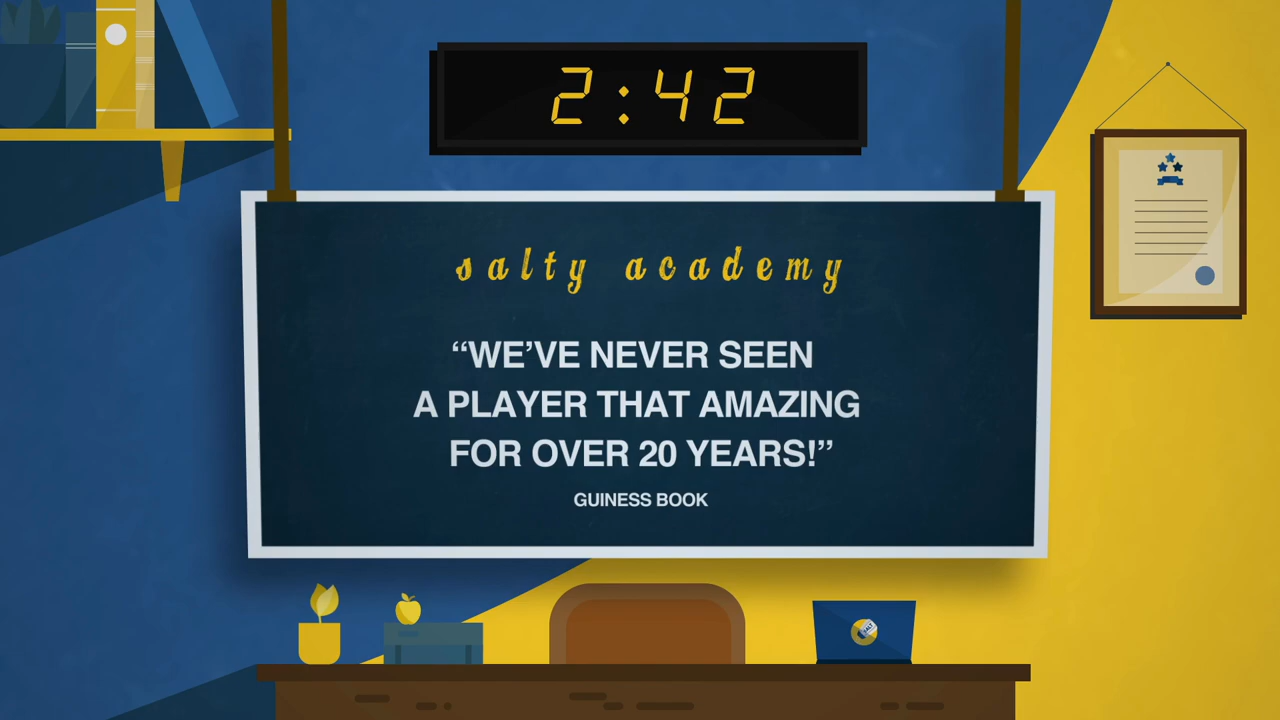 2:42
salty academy
“WE’VE NEVER SEEN
A PLAYER THAT AMAZING
FOR OVER 20 YEARS!”
GUINESS BOOK